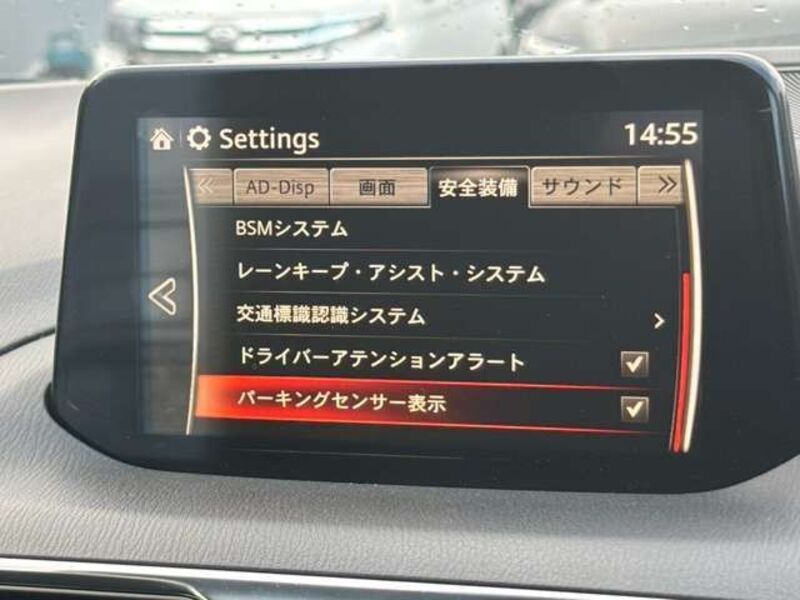 Settings 14:55
AD-Disp 画面 安全装備 サウンド
BSMシステム
レーンキープ・アシスト・システム
交通標識認識システム
ドライバーアテンションアラート
パーキングセンサー表示